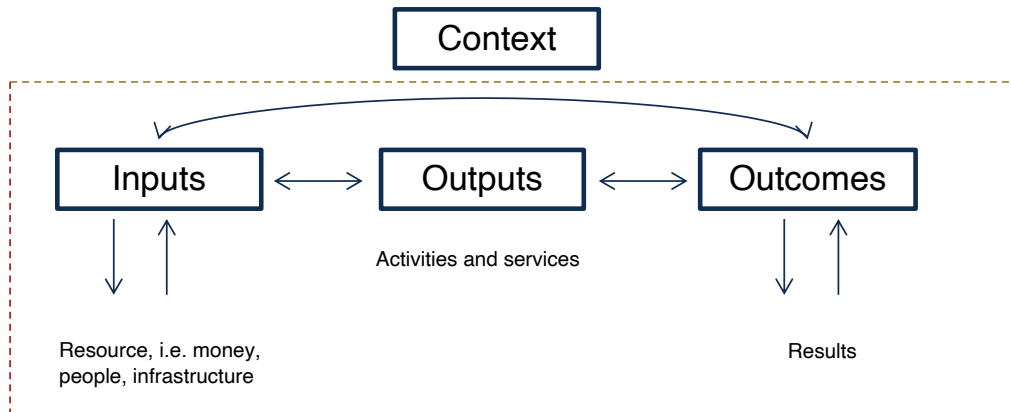 Context
Inputs
Outputs
Outcomes
Activities and services
Resource, i.e. money,
people, infrastructure
Results